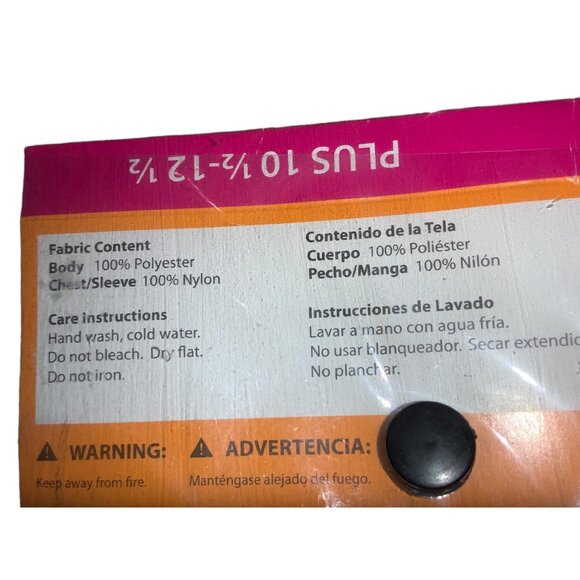 PLUS 10 ½-12 ½
Fabric Content
Body 100% Polyester
Chest/Sleeve 100% Nylon
Care Instructions
Hand wash, cold water.
Do not bleach. Dry flat.
Do not iron.
Contenido de la Tela
Cuerpo 100% Poliéster
Pecho/Manga 100% Nilón
Instrucciones de Lavado
Lavar a mano con agua fría.
No usar blanqueador. Secar extendid
No planchar.
WARNING:
Keep away from fire.
ADVERTENCIA:
Manténgase alejado del fuego.